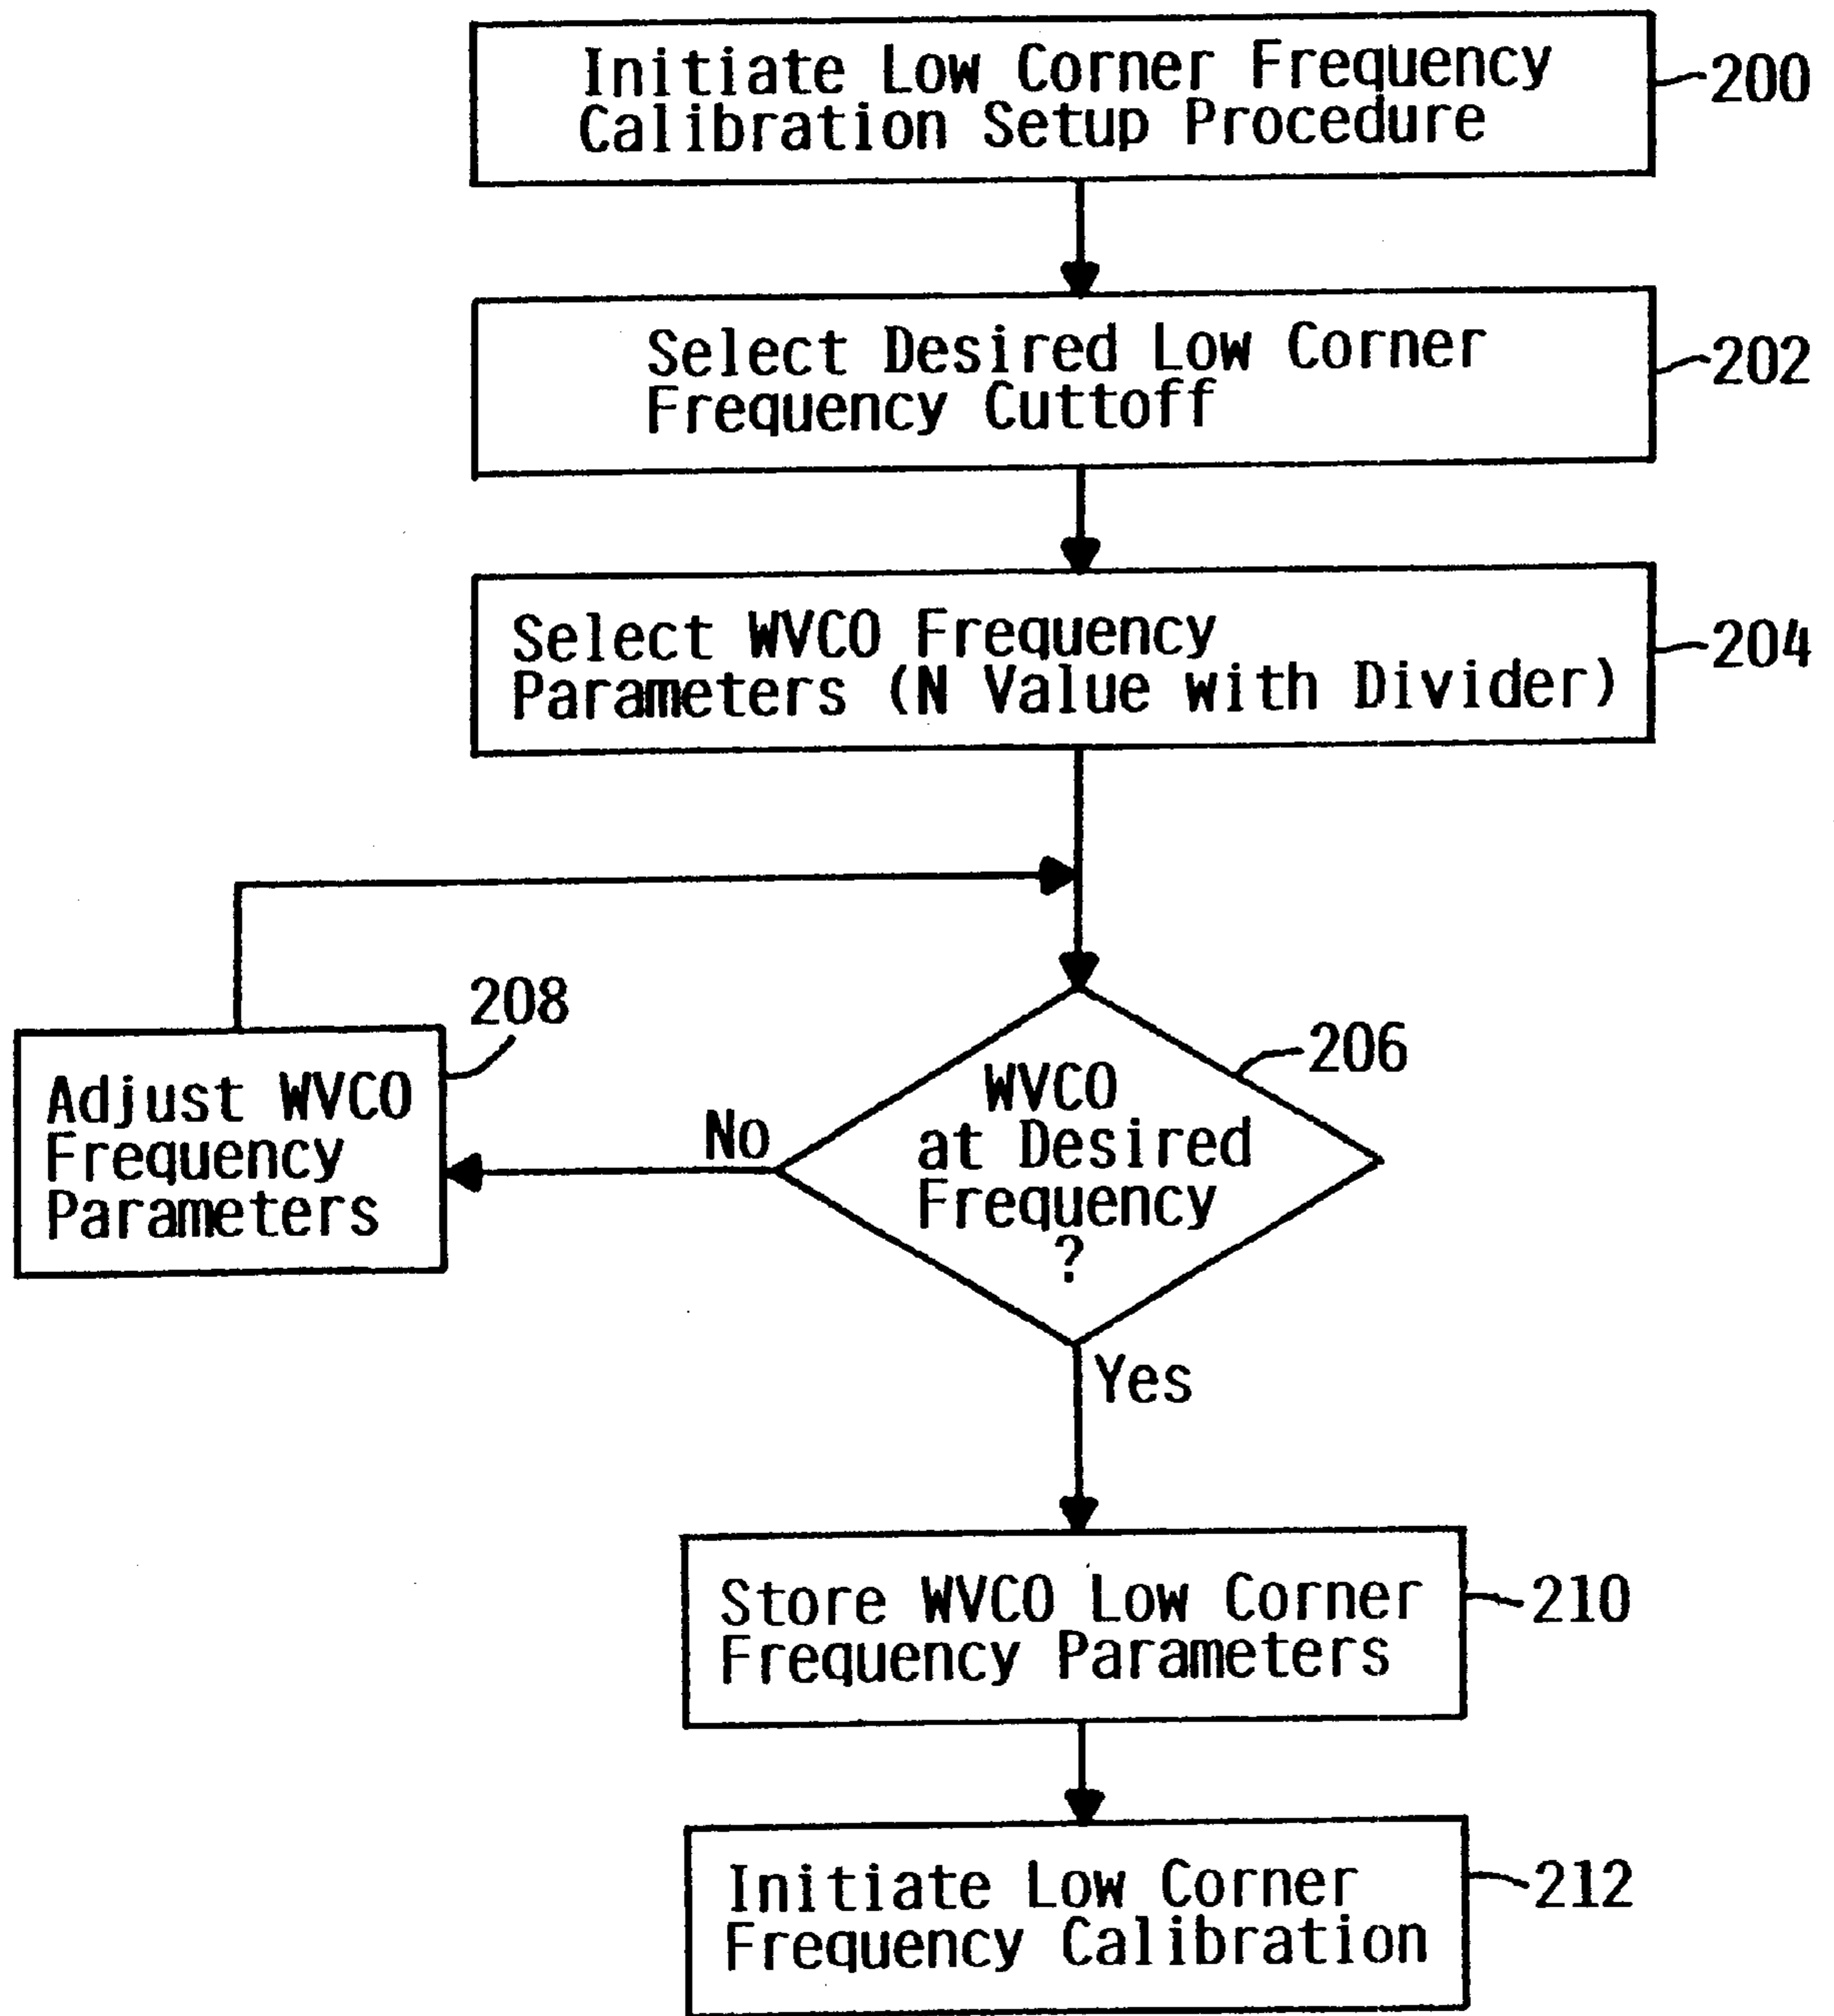 Initiate Low Corner Frequency
Calibration Setup Procedure
200
Select Desired Low Corner
Frequency Cuttoff
202
Select WVCO Frequency
Parameters (N Value with Divider)
204
208
Adjust WVCO
Frequency
Parameters
No
206
WVCO
at Desired
Frequency
?
Yes
Store WVCO Low Corner
Frequency Parameters
210
Initiate Low Corner
Frequency Calibration
212